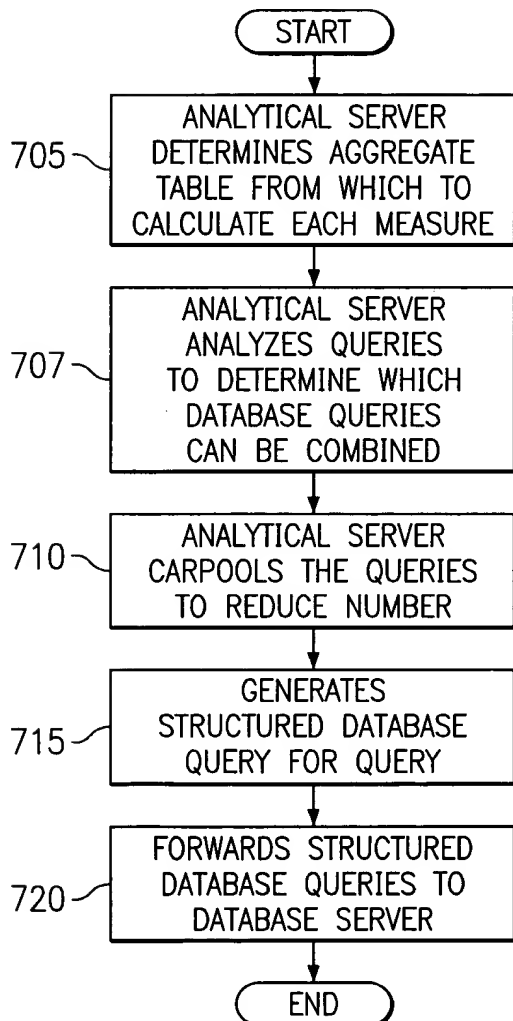 START
705
ANALYTICAL SERVER
DETERMINES AGGREGATE
TABLE FROM WHICH TO
CALCULATE EACH MEASURE
707
ANALYTICAL SERVER
ANALYZES QUERIES
TO DETERMINE WHICH
DATABASE QUERIES
CAN BE COMBINED
710
ANALYTICAL SERVER
CARPOOLS THE QUERIES
TO REDUCE NUMBER
715
GENERATES
STRUCTURED DATABASE
QUERY FOR QUERY
720
FORWARDS STRUCTURED
DATABASE QUERIES TO
DATABASE SERVER
END